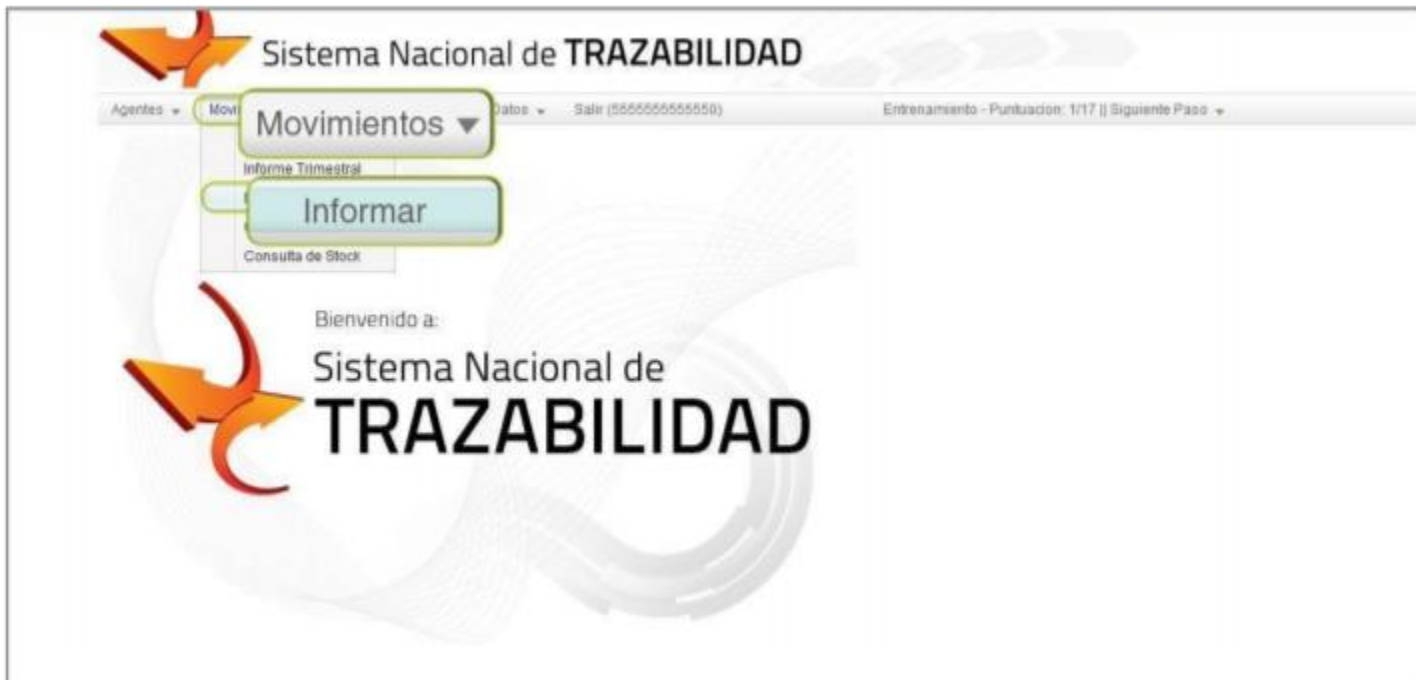 Sistema Nacional de TRAZABILIDAD
Agentes Movimientos Datos Salir (5555555555550) Entrenamiento - Puntuacion: 1/17 || Siguiente Paso
Informe Trimestral
Informar
Consulta de Stock
Bienvenido a:
Sistema Nacional de
TRAZABILIDAD